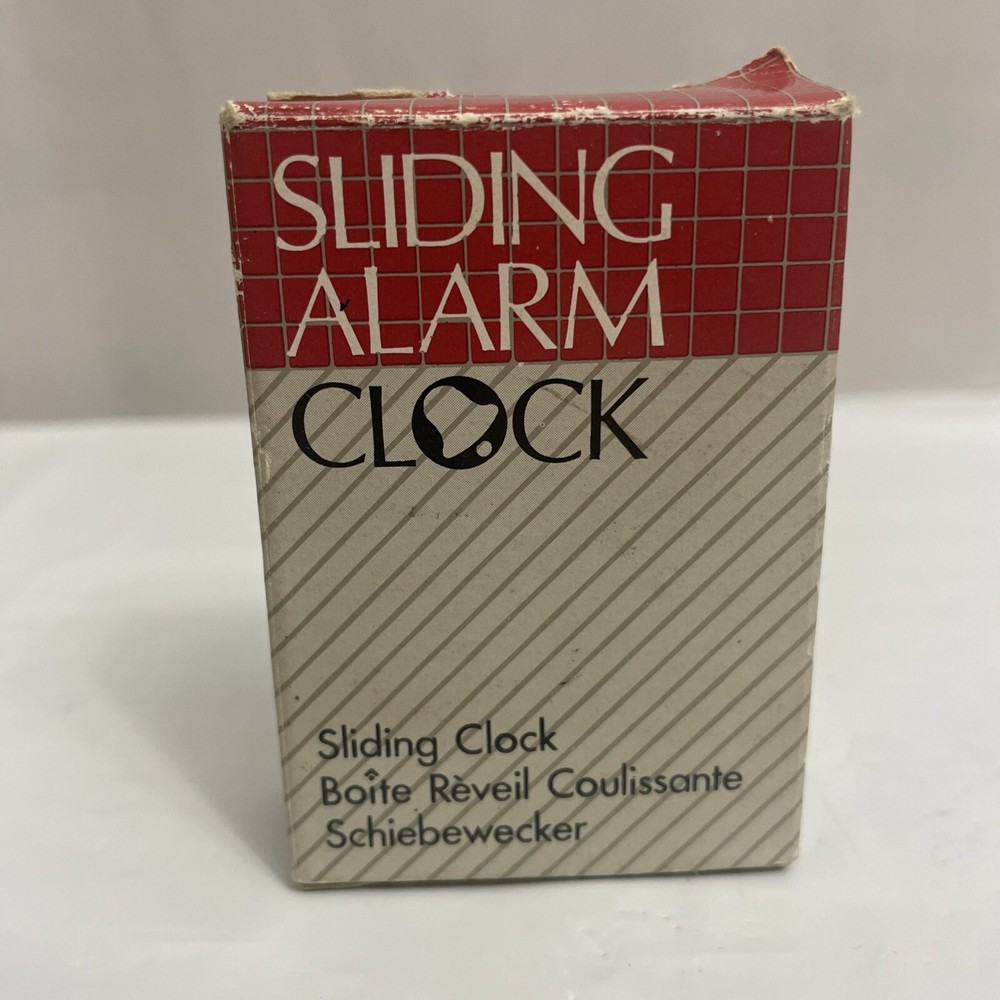 SLIDING
ALARM
CLOCK
Sliding Clock
Boîte Rèveil Coulissante
Schiebewecker